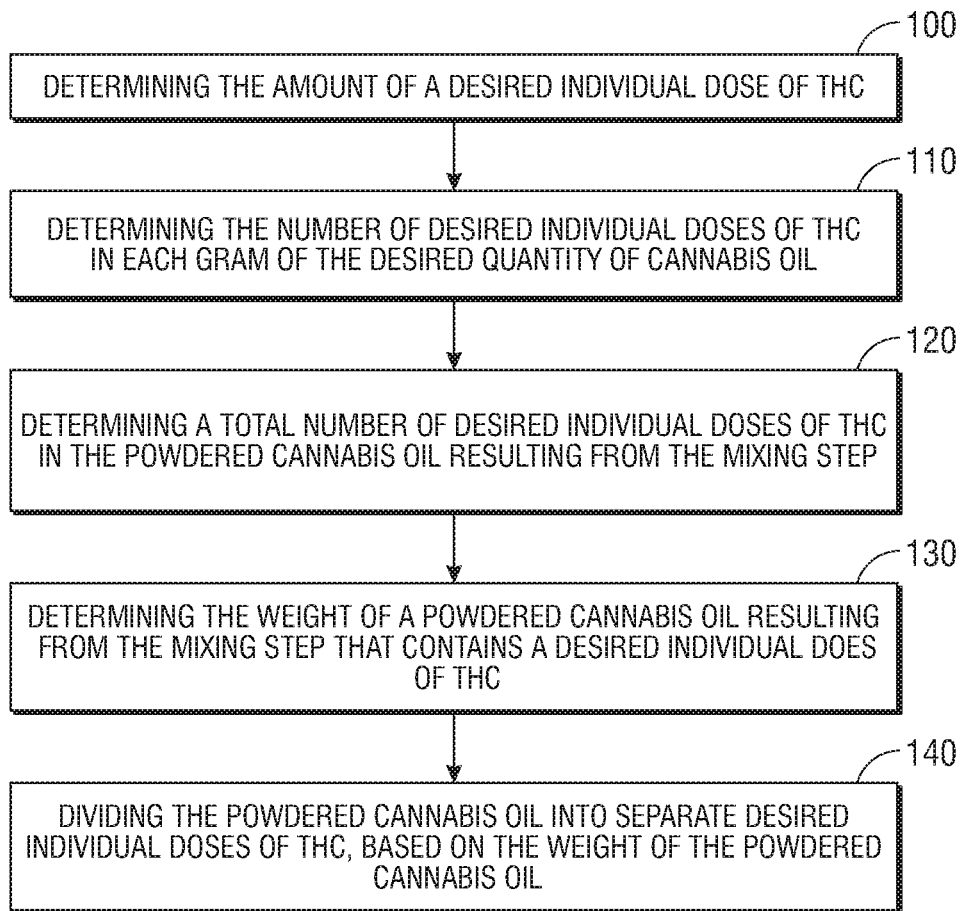 100
DETERMINING THE AMOUNT OF A DESIRED INDIVIDUAL DOSE OF THC
110
DETERMINING THE NUMBER OF DESIRED INDIVIDUAL DOSES OF THC
IN EACH GRAM OF THE DESIRED QUANTITY OF CANNABIS OIL
120
DETERMINING A TOTAL NUMBER OF DESIRED INDIVIDUAL DOSES OF THC
IN THE POWDERED CANNABIS OIL RESULTING FROM THE MIXING STEP
130
DETERMINING THE WEIGHT OF A POWDERED CANNABIS OIL RESULTING
FROM THE MIXING STEP THAT CONTAINS A DESIRED INDIVIDUAL DOES
OF THC
140
DIVIDING THE POWDERED CANNABIS OIL INTO SEPARATE DESIRED
INDIVIDUAL DOSES OF THC, BASED ON THE WEIGHT OF THE POWDERED
CANNABIS OIL